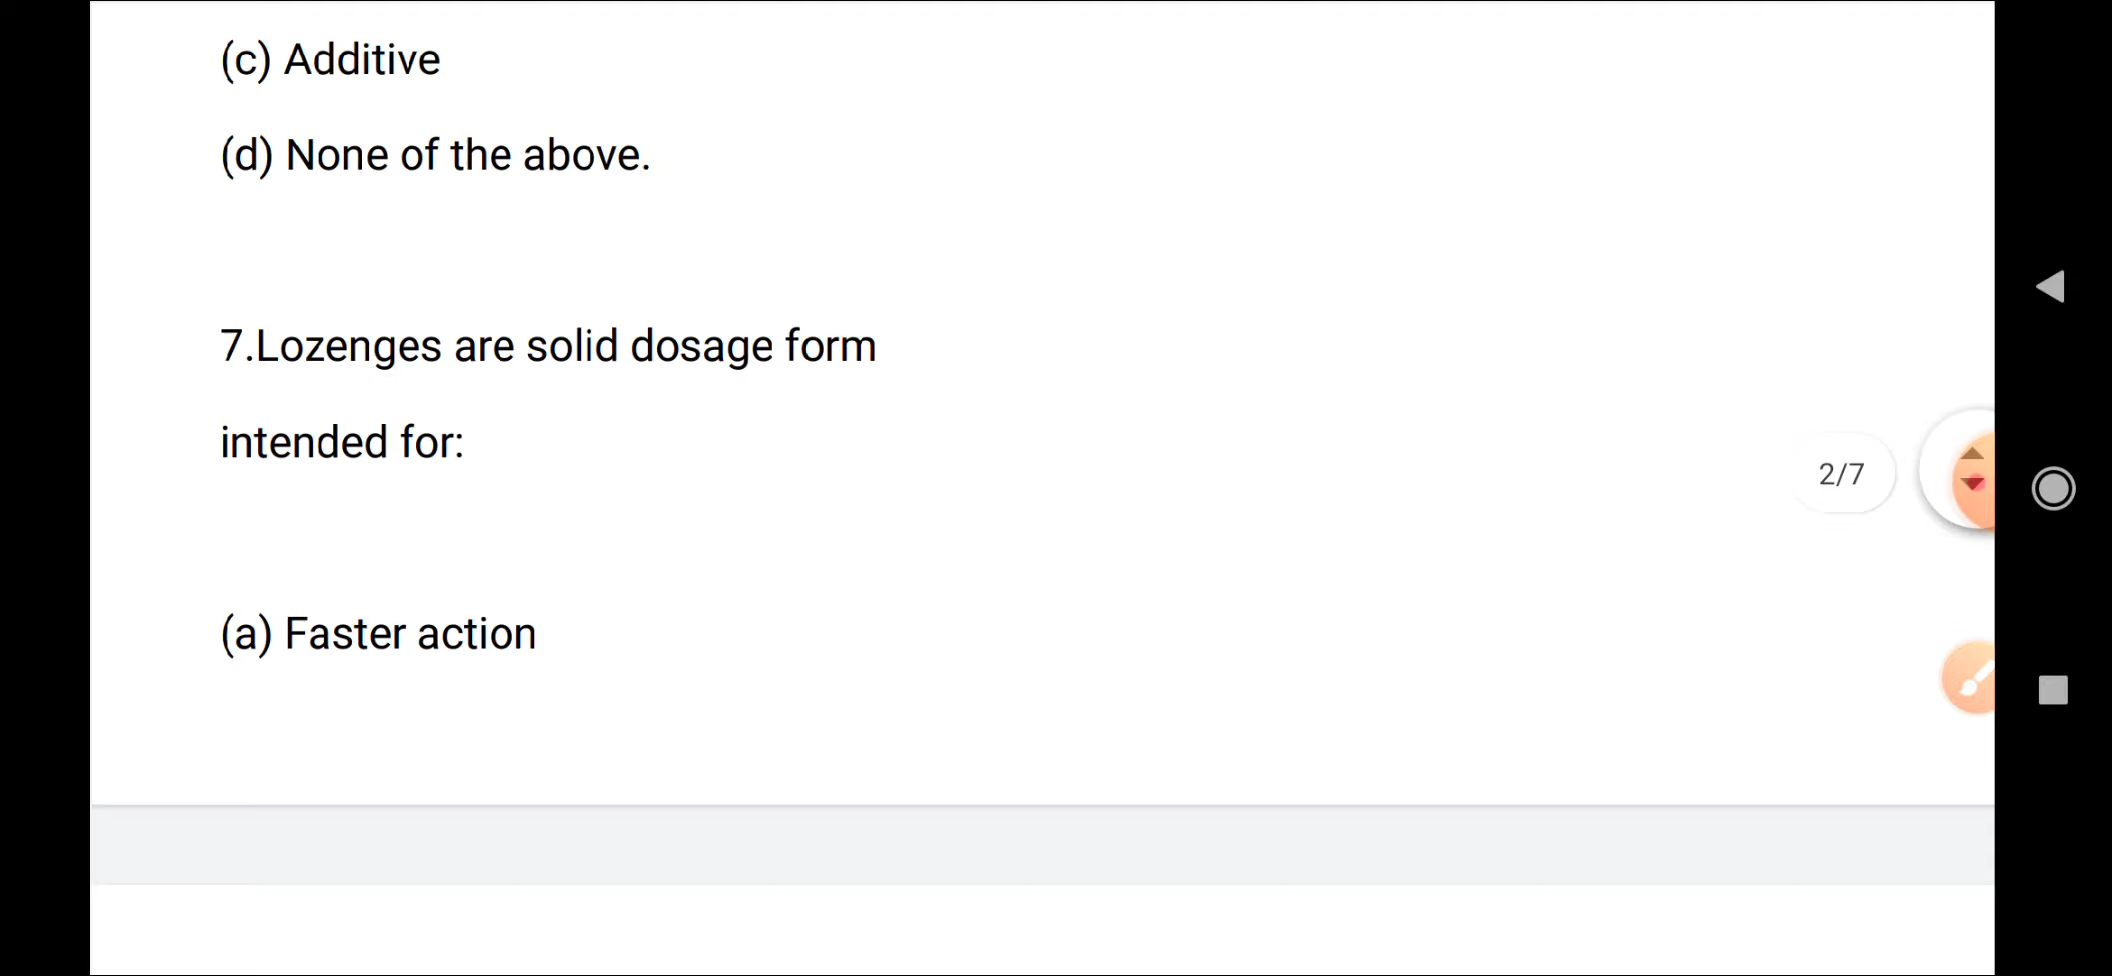 (c) Additive
(d) None of the above.
7.Lozenges are solid dosage form
intended for:
2/7
(a) Faster action